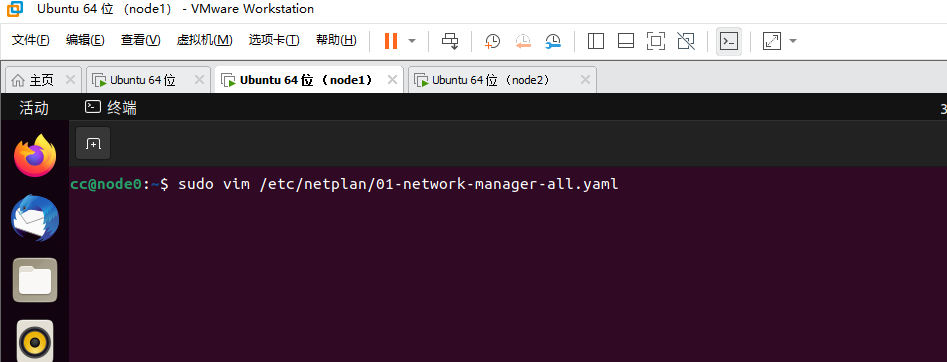 Ubuntu 64 位 （node1） - VMware Workstation
文件(F) 编辑(E) 查看(V) 虚拟机(M) 选项卡(T) 帮助(H)
主页 Ubuntu 64 位 Ubuntu 64 位 （node1） Ubuntu 64 位 （node2）
活动 终端 3
cc@node0:~$ sudo vim /etc/netplan/01-network-manager-all.yaml